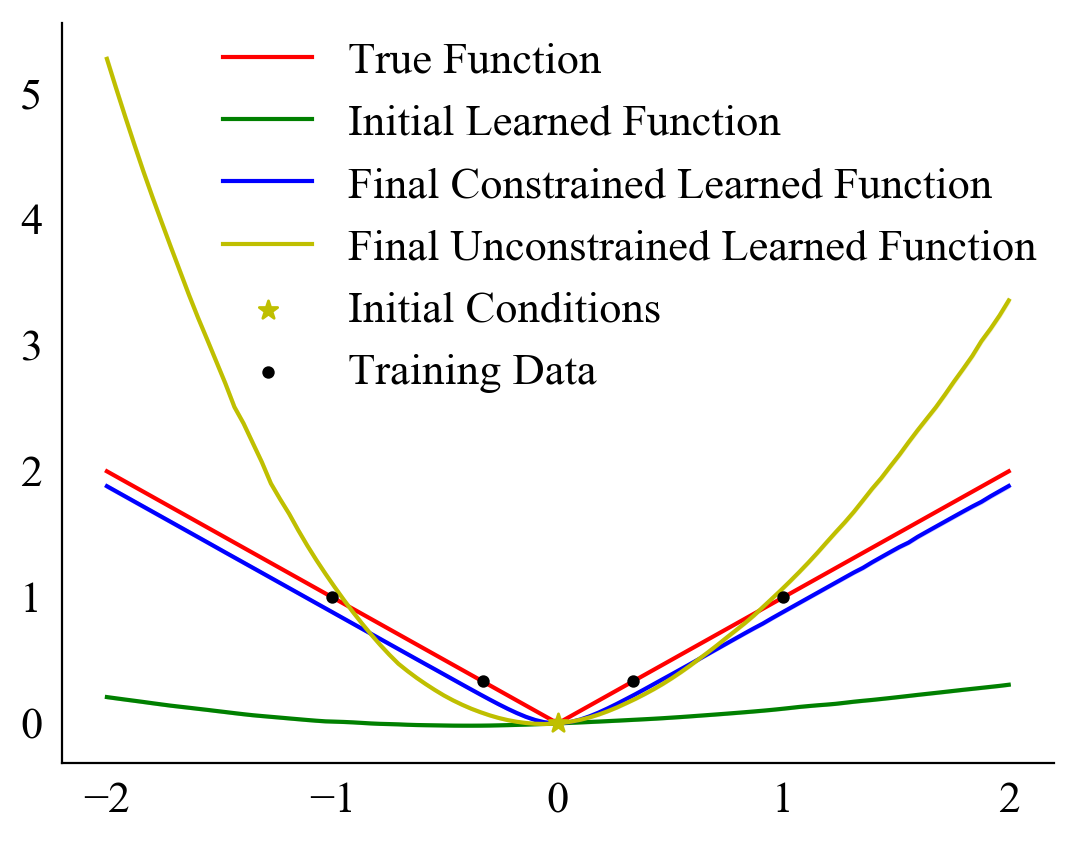 True Function
Initial Learned Function
Final Constrained Learned Function
Final Unconstrained Learned Function
Initial Conditions
Training Data
5
4
3
2
1
0
−2 −1 0 1 2